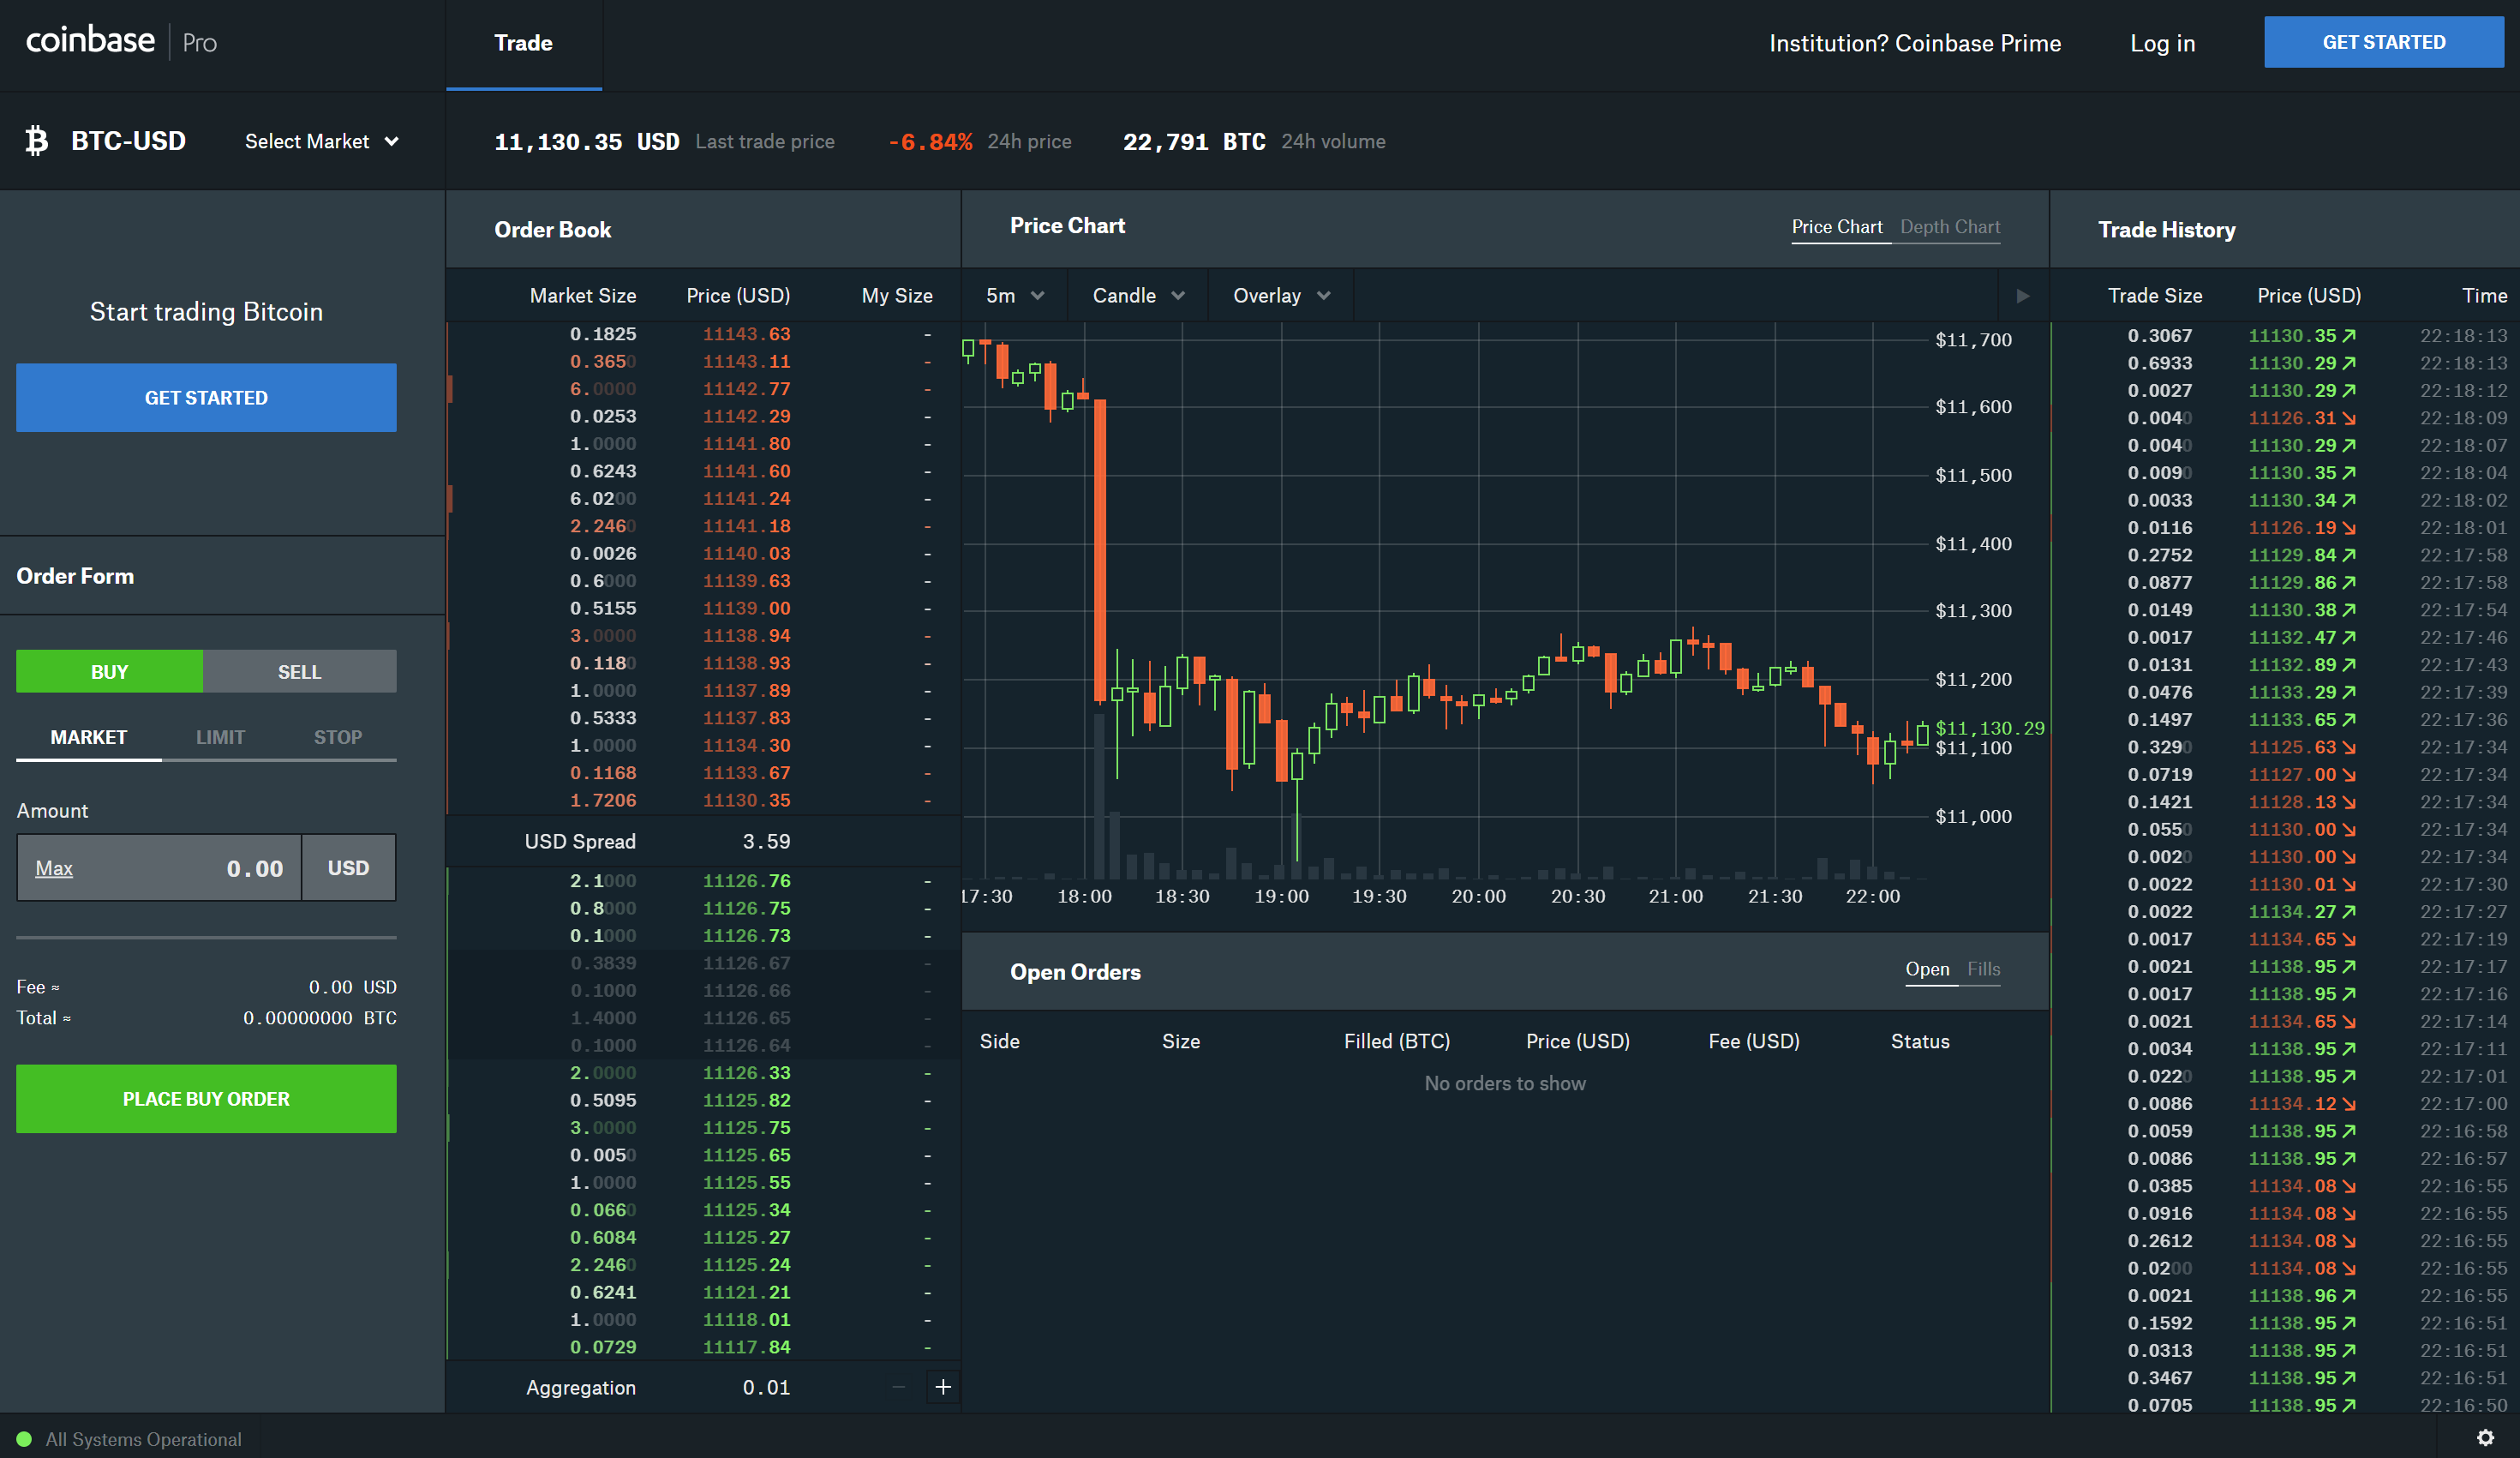 coinbase Pro
Trade
Institution? Coinbase Prime
Log in
GET STARTED
BTC-USD
Select Market
11,130.35 USD Last trade price
-6.84% 24h price
22,791 BTC 24h volume
Start trading Bitcoin
GET STARTED
Order Form
BUY SELL
MARKET LIMIT STOP
Amount
Max 0.00 USD
Fee ≈ 0.00 USD
Total ≈ 0.00000000 BTC
PLACE BUY ORDER
Order Book
Market Size Price (USD) My Size
0.1825 11143.63 -
0.3650 11143.11 -
6.0000 11142.77 -
0.0253 11142.29 -
1.0000 11141.80 -
0.6243 11141.60 -
6.0200 11141.24 -
2.2460 11141.18 -
0.0026 11140.03 -
0.6000 11139.63 -
0.5155 11139.00 -
3.0000 11138.94 -
0.1180 11138.93 -
1.0000 11137.89 -
0.5333 11137.83 -
1.0000 11134.30 -
0.1168 11133.67 -
1.7206 11130.35 -
USD Spread 3.59
2.1000 11126.76 -
0.8000 11126.75 -
0.1000 11126.73 -
0.3839 11126.67 -
0.1000 11126.66 -
1.4000 11126.65 -
0.1000 11126.64 -
2.0000 11126.33 -
0.5095 11125.82 -
3.0000 11125.75 -
0.0050 11125.65 -
1.0000 11125.55 -
0.0660 11125.34 -
0.6084 11125.27 -
2.2460 11125.24 -
0.6241 11121.21 -
1.0000 11118.01 -
0.0729 11117.84 -
Aggregation 0.01 − +
Price Chart
Price Chart Depth Chart
5m Candle Overlay
$11,700
$11,600
$11,500
$11,400
$11,300
$11,200
$11,130.29
$11,100
$11,000
17:30 18:00 18:30 19:00 19:30 20:00 20:30 21:00 21:30 22:00
Open Orders
Open Fills
Side Size Filled (BTC) Price (USD) Fee (USD) Status
No orders to show
Trade History
Trade Size Price (USD) Time
0.3067 11130.35↗ 22:18:13
0.6933 11130.29↗ 22:18:13
0.0027 11130.29↗ 22:18:12
0.0040 11126.31↘ 22:18:09
0.0040 11130.29↗ 22:18:07
0.0090 11130.35↗ 22:18:04
0.0033 11130.34↗ 22:18:02
0.0116 11126.19↘ 22:18:01
0.2752 11129.84↗ 22:17:58
0.0877 11129.86↗ 22:17:58
0.0149 11130.38↗ 22:17:54
0.0017 11132.47↗ 22:17:46
0.0131 11132.89↗ 22:17:43
0.0476 11133.29↗ 22:17:39
0.1497 11133.65↗ 22:17:36
0.3290 11125.63↘ 22:17:34
0.0719 11127.00↘ 22:17:34
0.1421 11128.13↘ 22:17:34
0.0550 11130.00↘ 22:17:34
0.0020 11130.00↘ 22:17:34
0.0022 11130.01↘ 22:17:30
0.0022 11134.27↗ 22:17:27
0.0017 11134.65↘ 22:17:19
0.0021 11138.95↗ 22:17:17
0.0017 11138.95↗ 22:17:16
0.0021 11134.65↘ 22:17:14
0.0034 11138.95↗ 22:17:11
0.0220 11138.95↗ 22:17:01
0.0086 11134.12↘ 22:17:00
0.0059 11138.95↗ 22:16:58
0.0086 11138.95↗ 22:16:57
0.0385 11134.08↘ 22:16:55
0.0916 11134.08↘ 22:16:55
0.2612 11134.08↘ 22:16:55
0.0200 11134.08↘ 22:16:55
0.0021 11138.96↗ 22:16:55
0.1592 11138.95↗ 22:16:51
0.0313 11138.95↗ 22:16:51
0.3467 11138.95↗ 22:16:51
0.0705 11138.95↗ 22:16:50
All Systems Operational